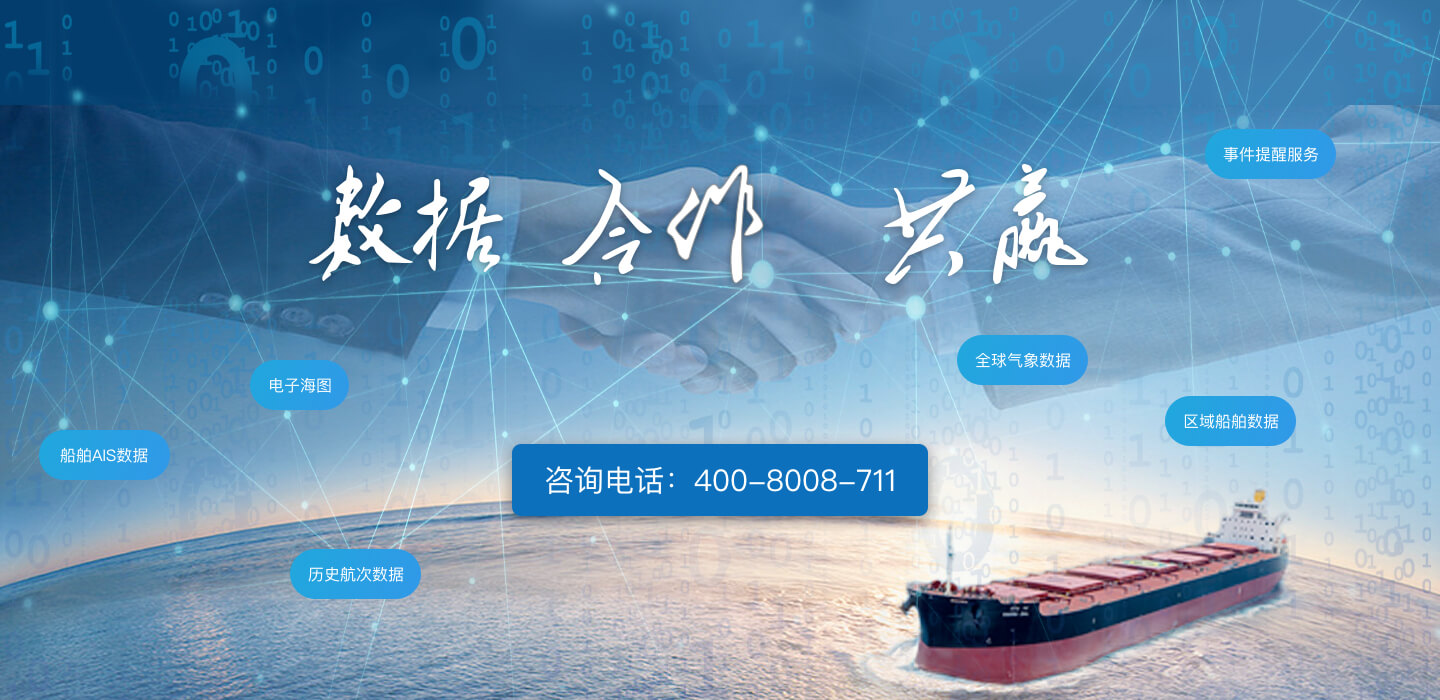 事件提醒服务
数据 合作 共赢
全球气象数据
电子海图
区域船舶数据
船舶AIS数据
咨询电话：400-8008-711
历史航次数据